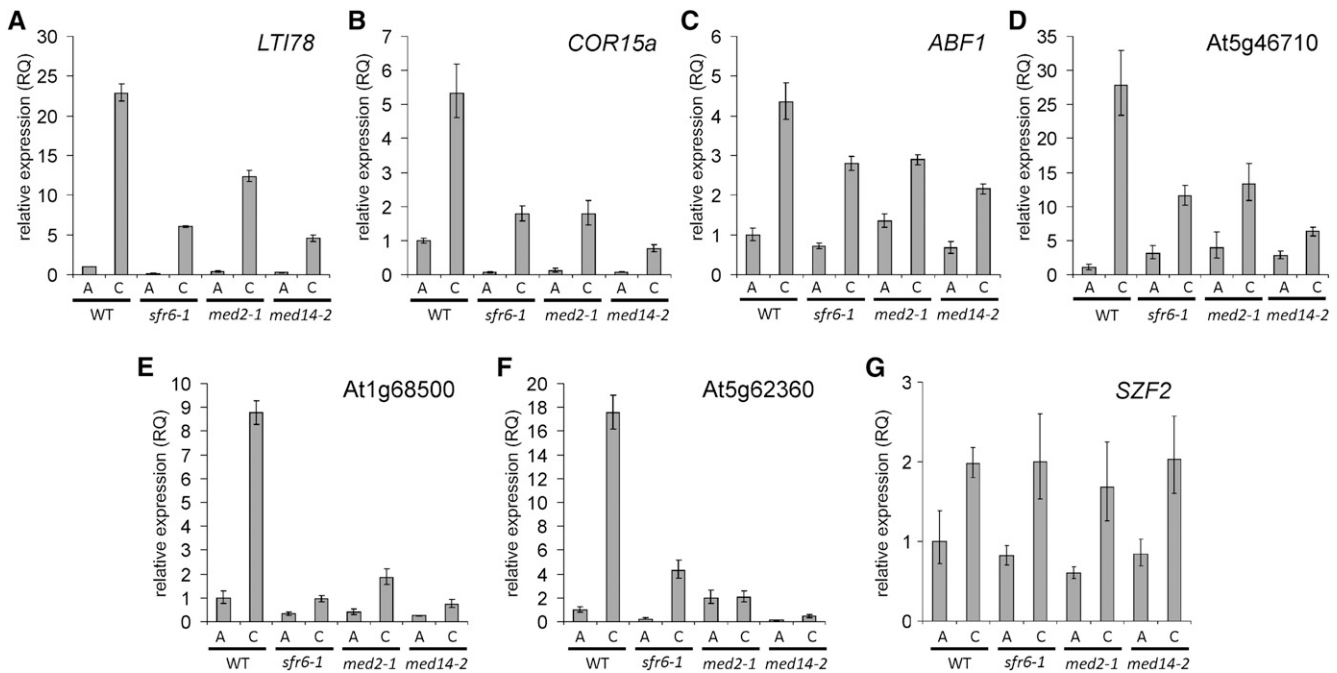 A
LTI78
relative expression (RQ)
30
25
20
15
10
5
0
A C A C A C A C
WT sfr6-1 med2-1 med14-2
B
COR15a
relative expression (RQ)
7
6
5
4
3
2
1
0
A C A C A C A C
WT sfr6-1 med2-1 med14-2
C
ABF1
relative expression (RQ)
6
5
4
3
2
1
0
A C A C A C A C
WT sfr6-1 med2-1 med14-2
D
At5g46710
relative expression (RQ)
35
30
25
20
15
10
5
0
A C A C A C A C
WT sfr6-1 med2-1 med14-2
E
At1g68500
relative expression (RQ)
10
9
8
7
6
5
4
3
2
1
0
A C A C A C A C
WT sfr6-1 med2-1 med14-2
F
At5g62360
relative expression (RQ)
20
18
16
14
12
10
8
6
4
2
0
A C A C A C A C
WT sfr6-1 med2-1 med14-2
G
SZF2
relative expression (RQ)
3
2
1
0
A C A C A C A C
WT sfr6-1 med2-1 med14-2